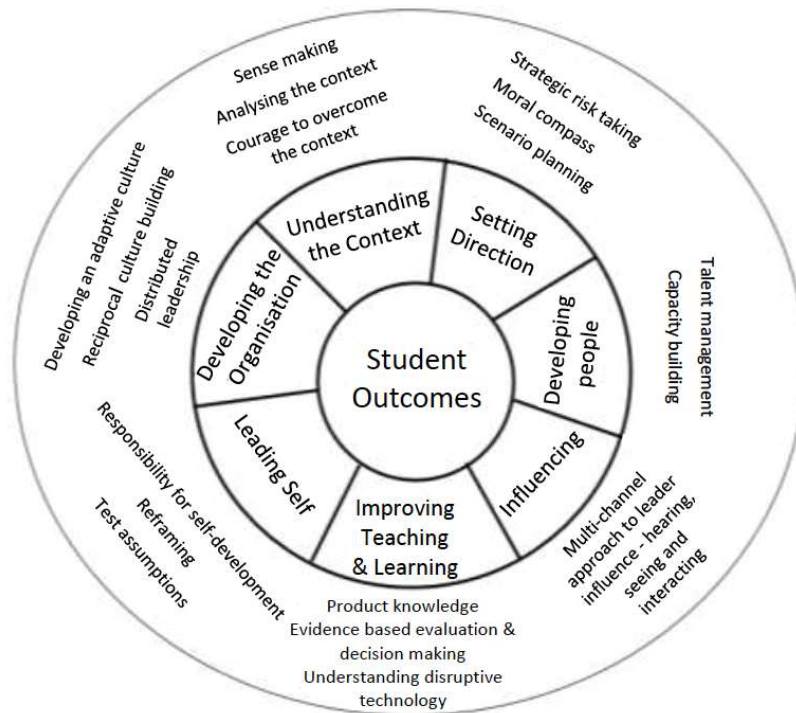 Student
Outcomes
Understanding
the Context
Setting
Direction
Developing
people
Influencing
Improving
Teaching
& Learning
Leading Self
Developing the
Organisation
Sense making
Analysing the context
Courage to overcome
the context
Strategic risk taking
Moral compass
Scenario planning
Talent management
Capacity building
Multi-channel
approach to leader
influence - hearing,
seeing and
interacting
Product knowledge
Evidence based evaluation &
decision making
Understanding disruptive
technology
Responsibility for self-development
Reframing
Test assumptions
Developing an adaptive culture
Reciprocal culture building
Distributed
leadership